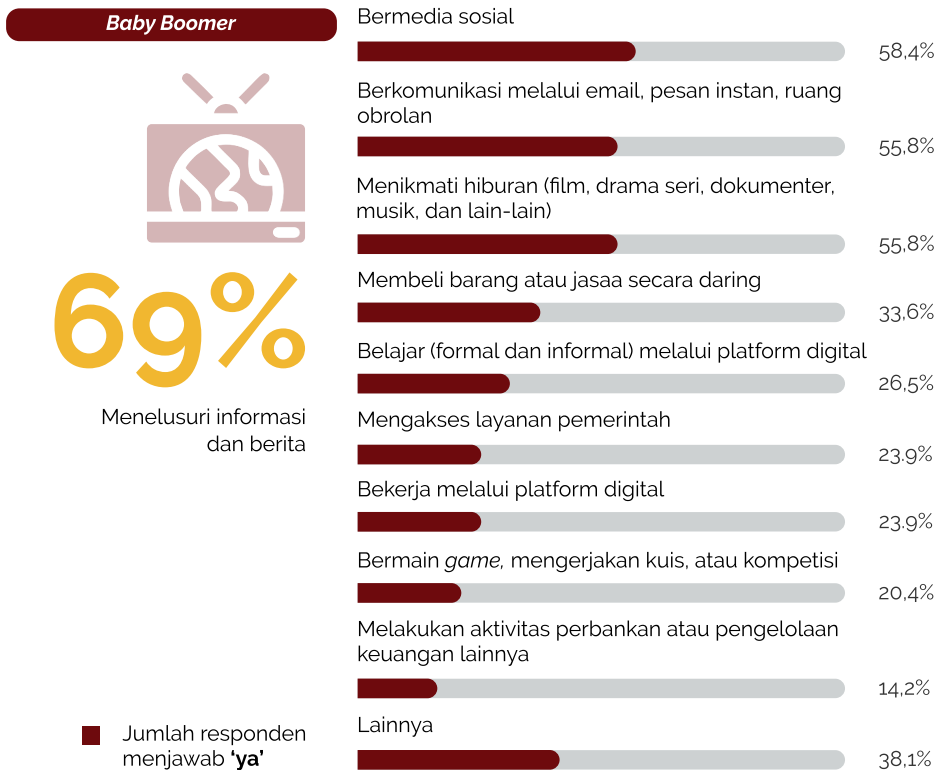 Baby Boomer
69%
Menelusuri informasi
dan berita
Bermedia sosial
58,4%
Berkomunikasi melalui email, pesan instan, ruang
obrolan
55,8%
Menikmati hiburan (film, drama seri, dokumenter,
musik, dan lain-lain)
55,8%
Membeli barang atau jasaa secara daring
33,6%
Belajar (formal dan informal) melalui platform digital
26,5%
Mengakses layanan pemerintah
23.9%
Bekerja melalui platform digital
23.9%
Bermain game, mengerjakan kuis, atau kompetisi
20,4%
Melakukan aktivitas perbankan atau pengelolaan
keuangan lainnya
14,2%
Lainnya
38,1%
Jumlah responden
menjawab ‘ya’